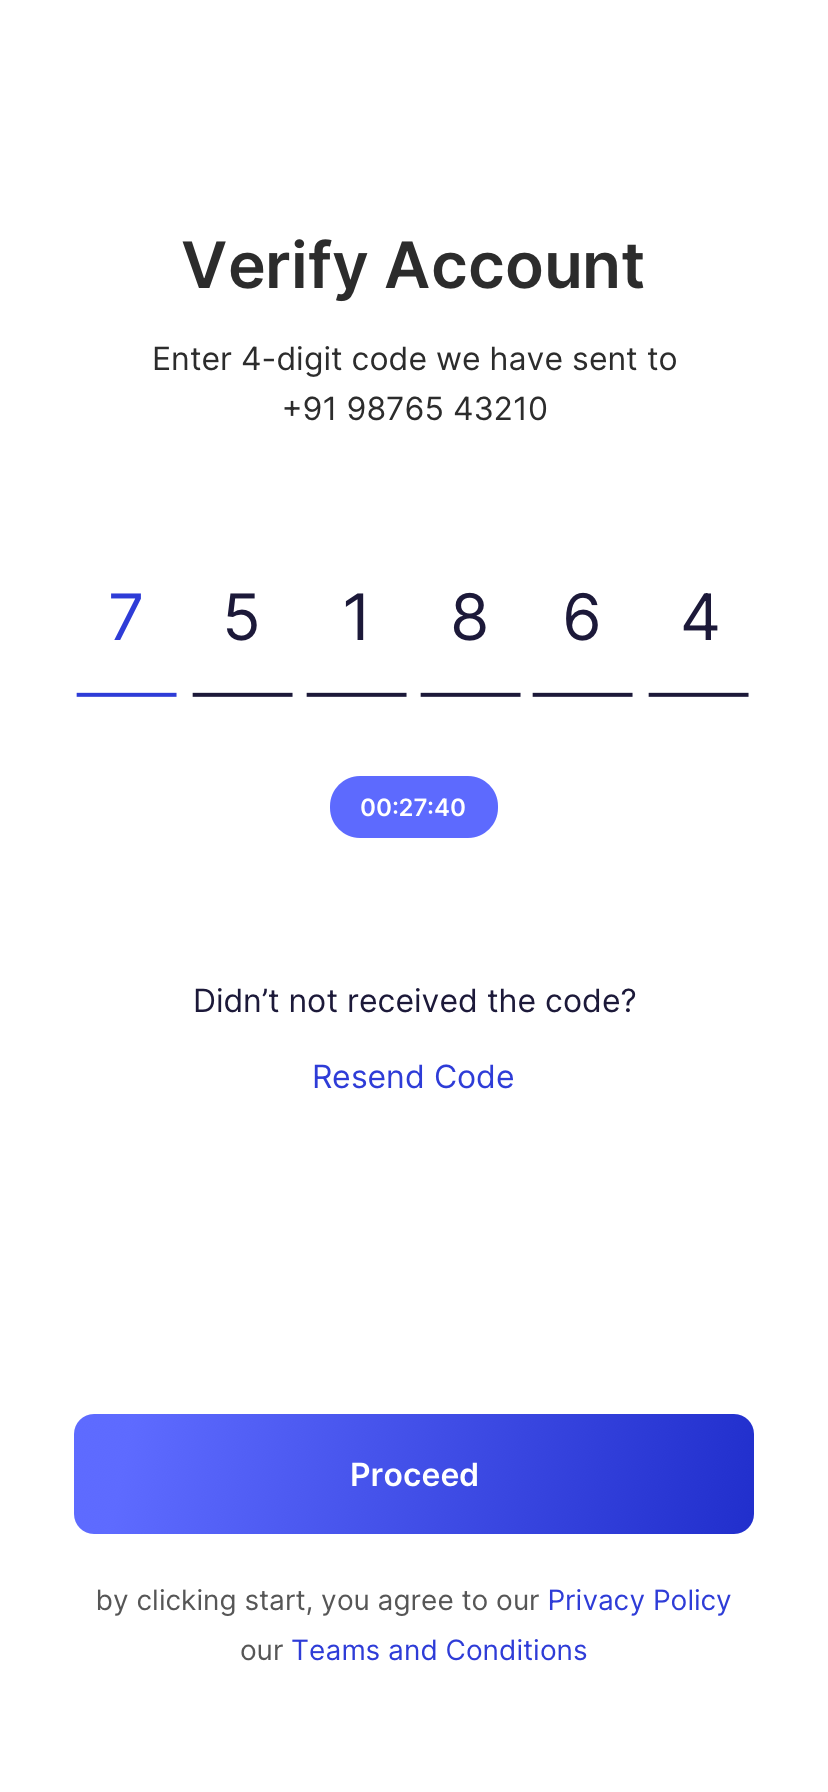 Verify Account
Enter 4-digit code we have sent to
+91 98765 43210
7 5 1 8 6 4
00:27:40
Didn’t not received the code?
Resend Code
Proceed
by clicking start, you agree to our Privacy Policy
our Teams and Conditions